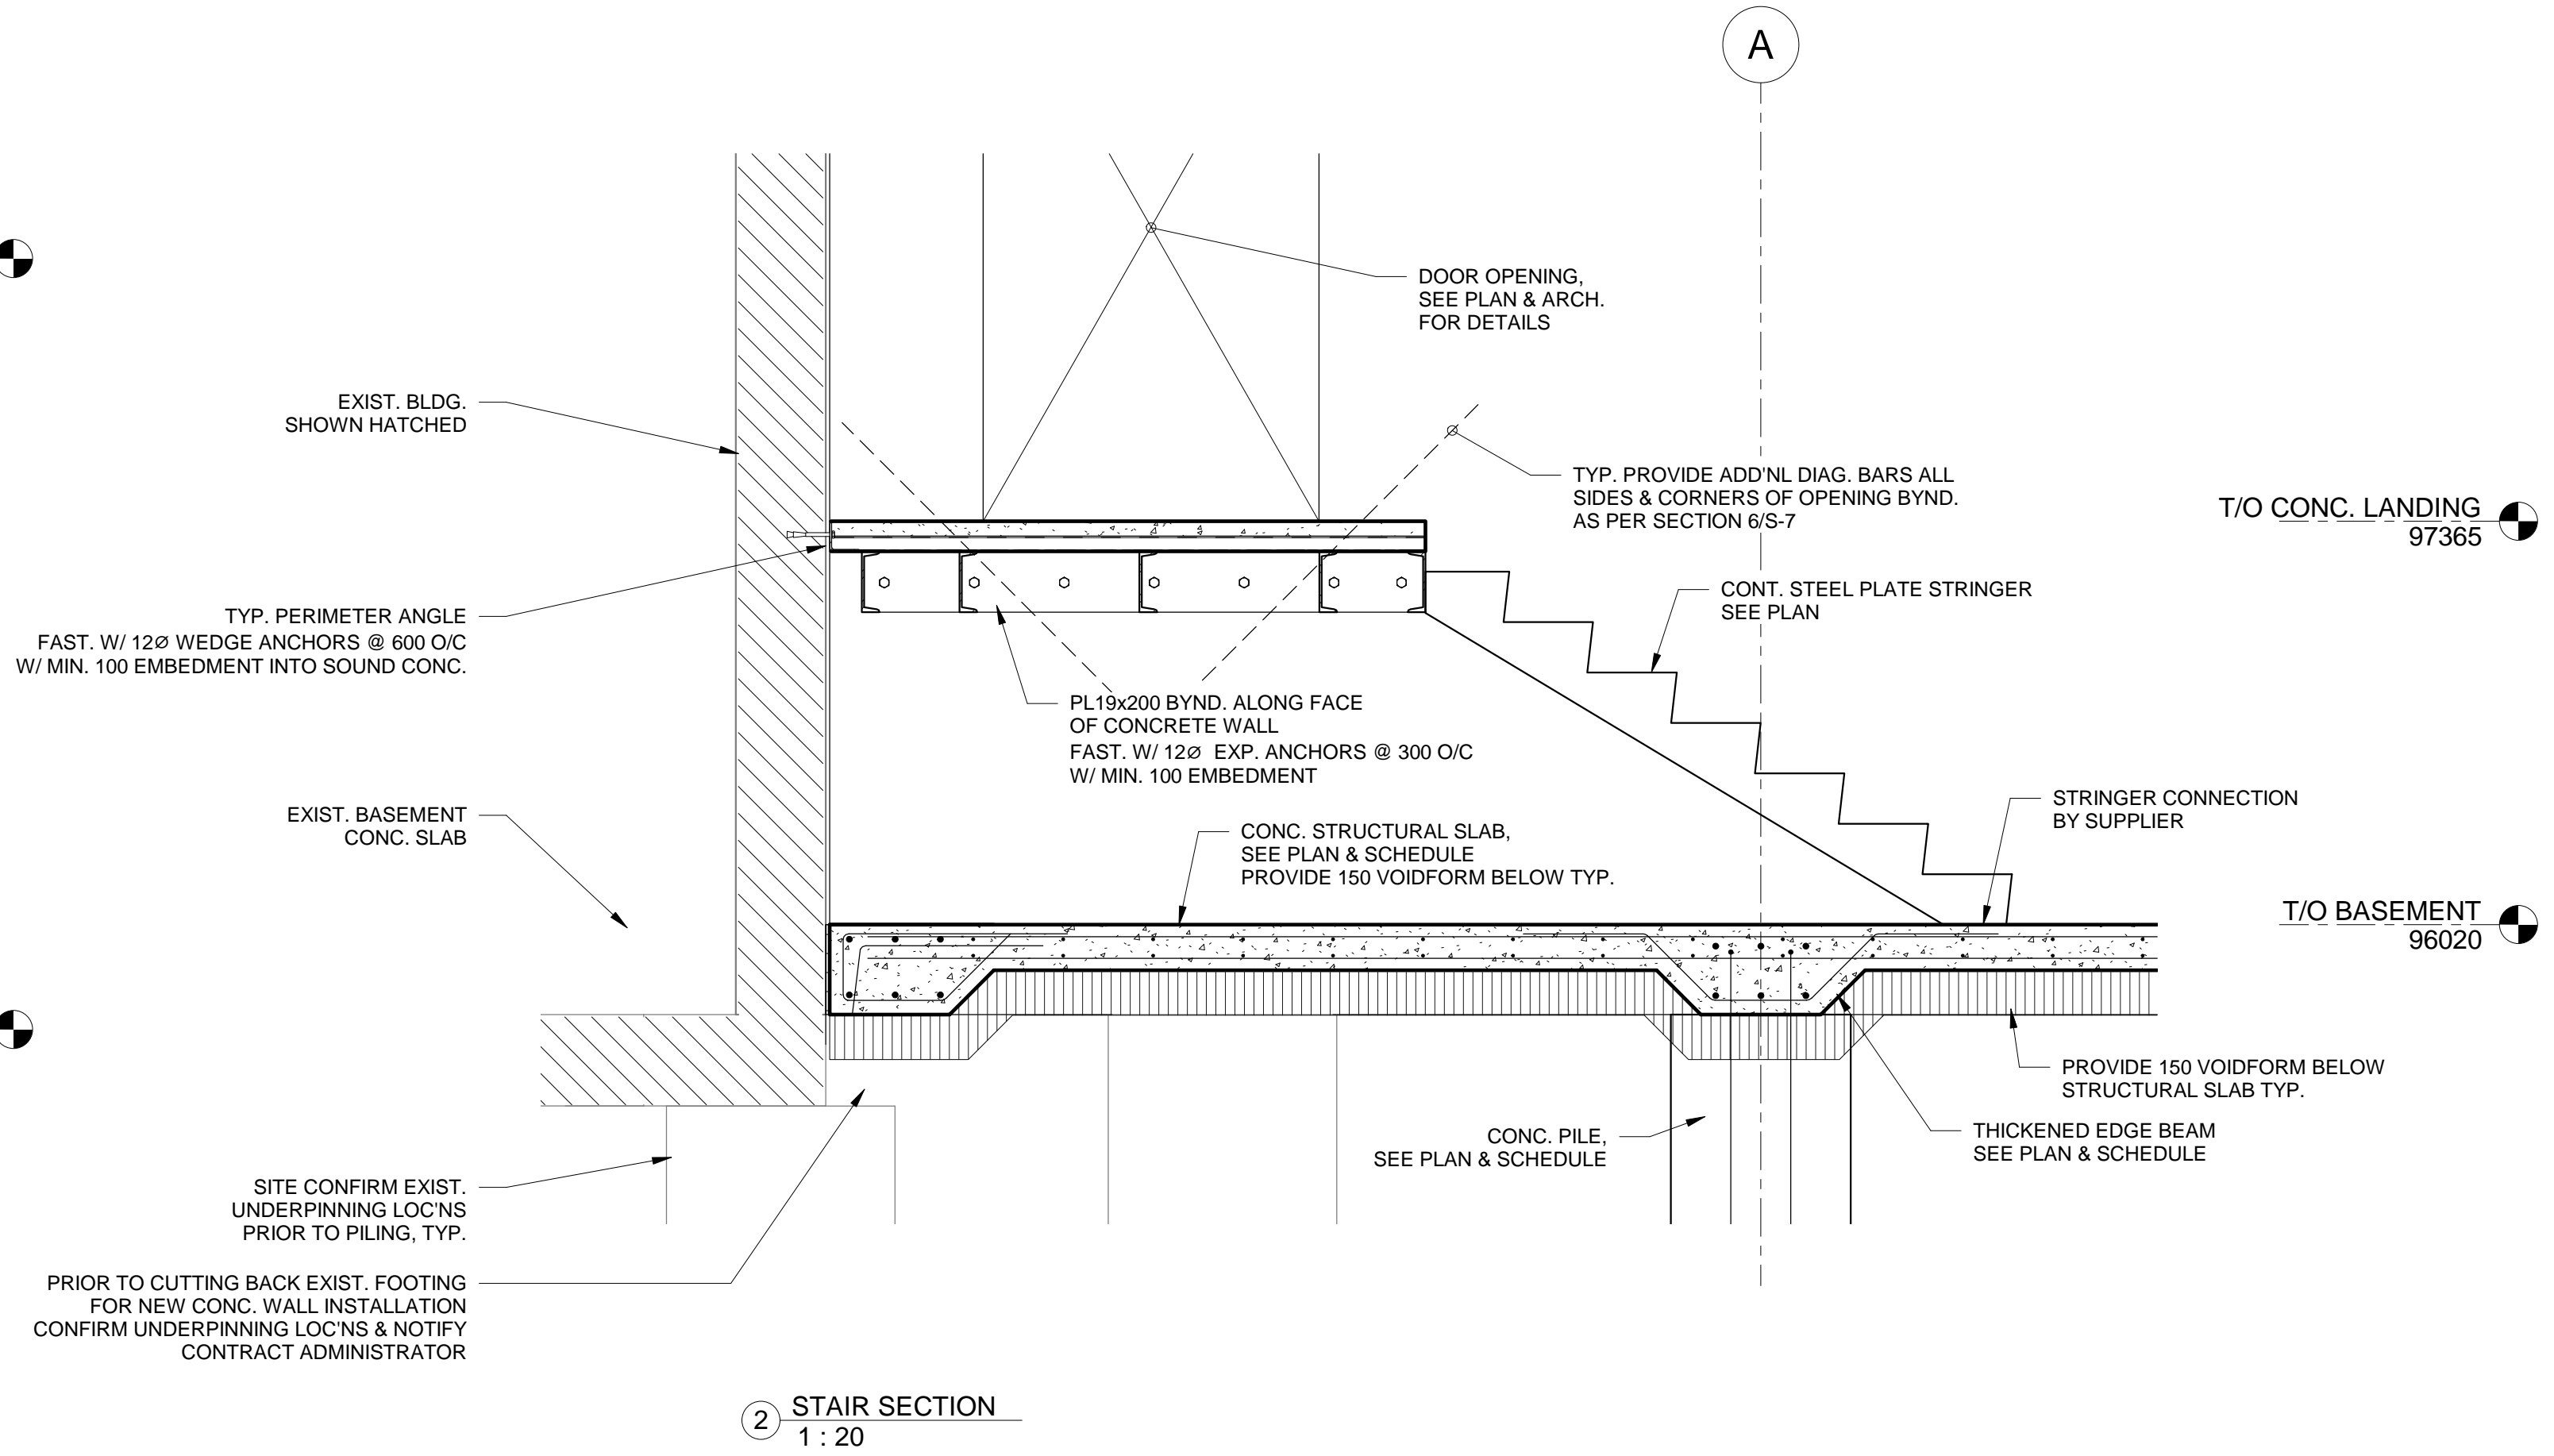 A
DOOR OPENING,
SEE PLAN & ARCH.
FOR DETAILS
EXIST. BLDG.
SHOWN HATCHED
TYP. PROVIDE ADD'NL DIAG. BARS ALL
SIDES & CORNERS OF OPENING BYND.
AS PER SECTION 6/S-7
T/O CONC. LANDING
97365
TYP. PERIMETER ANGLE
FAST. W/ 12Ø WEDGE ANCHORS @ 600 O/C
W/ MIN. 100 EMBEDMENT INTO SOUND CONC.
CONT. STEEL PLATE STRINGER
SEE PLAN
PL19x200 BYND. ALONG FACE
OF CONCRETE WALL
FAST. W/ 12Ø EXP. ANCHORS @ 300 O/C
W/ MIN. 100 EMBEDMENT
EXIST. BASEMENT
CONC. SLAB
CONC. STRUCTURAL SLAB,
SEE PLAN & SCHEDULE
PROVIDE 150 VOIDFORM BELOW TYP.
STRINGER CONNECTION
BY SUPPLIER
T/O BASEMENT
96020
PROVIDE 150 VOIDFORM BELOW
STRUCTURAL SLAB TYP.
CONC. PILE,
SEE PLAN & SCHEDULE
THICKENED EDGE BEAM
SEE PLAN & SCHEDULE
SITE CONFIRM EXIST.
UNDERPINNING LOC'NS
PRIOR TO PILING, TYP.
PRIOR TO CUTTING BACK EXIST. FOOTING
FOR NEW CONC. WALL INSTALLATION
CONFIRM UNDERPINNING LOC'NS & NOTIFY
CONTRACT ADMINISTRATOR
2 STAIR SECTION
1 : 20